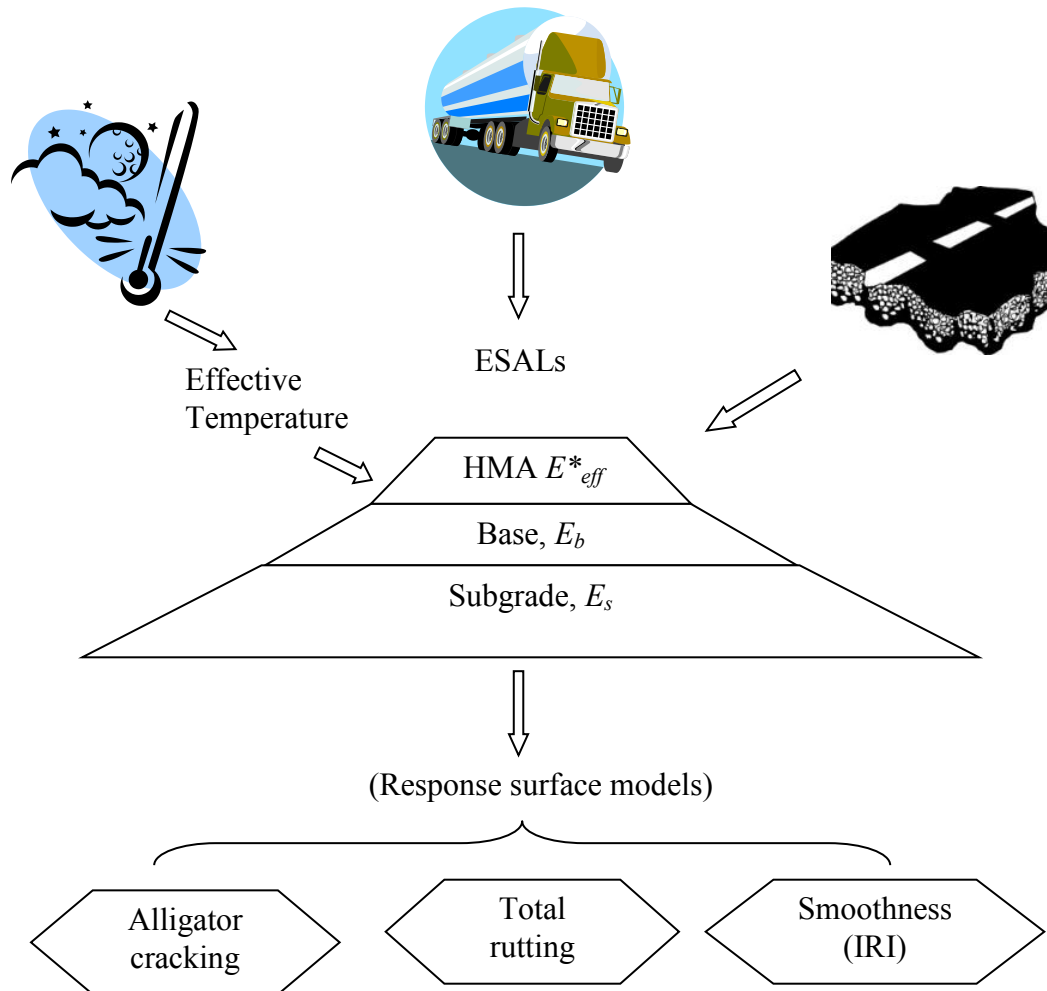 ESALs
Effective
Temperature
HMA E*eff
Base, Eb
Subgrade, Es
(Response surface models)
Alligator
cracking
Total
rutting
Smoothness
(IRI)